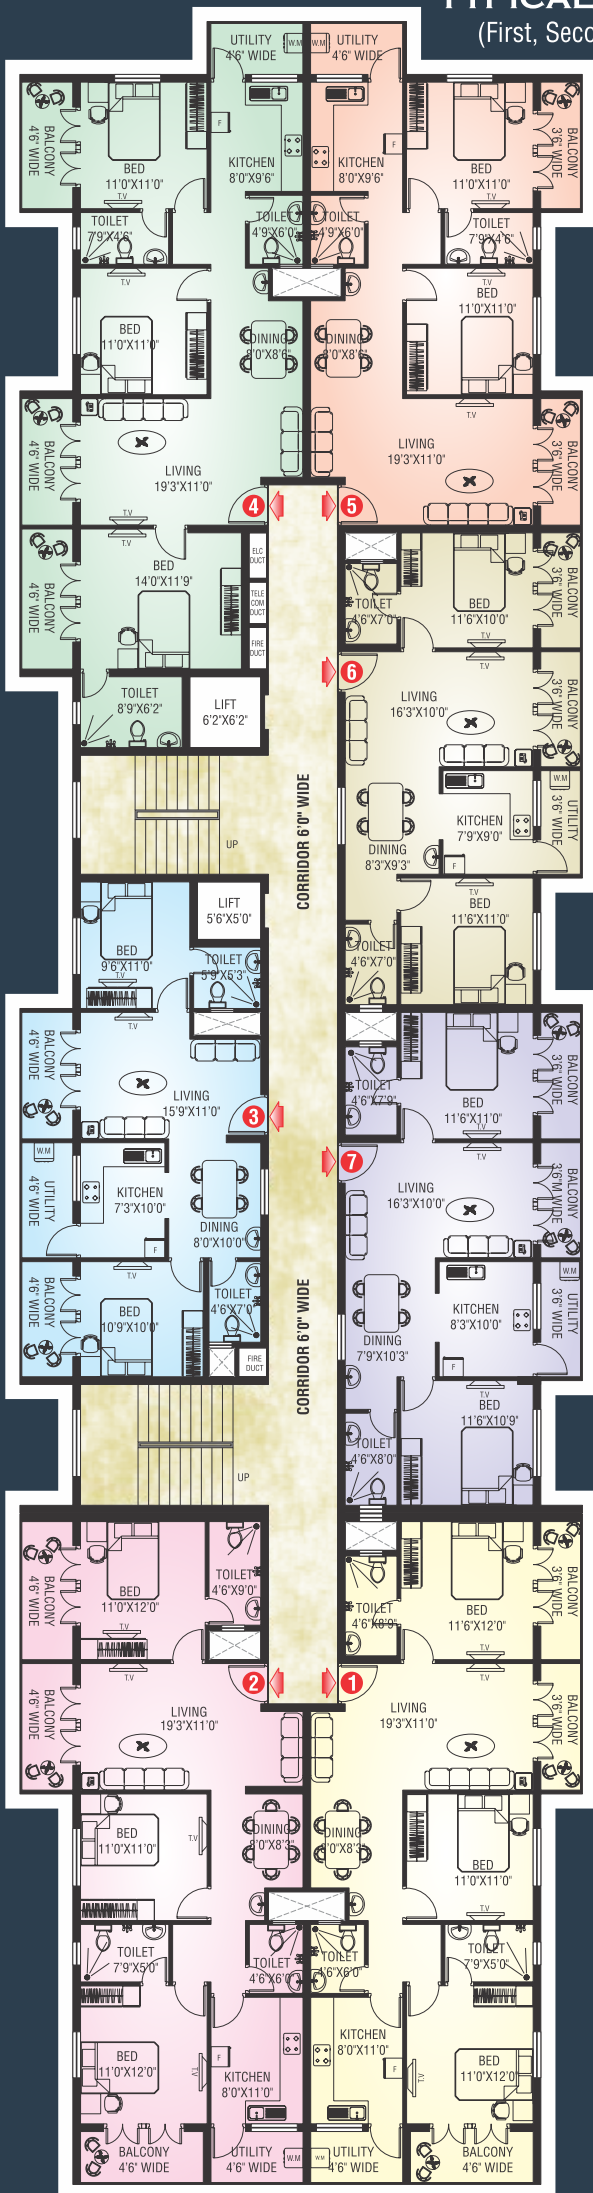 TYPICAL
(First, Seco
UTILITY
4'6" WIDE
W.M
W.M
UTILITY
4'6" WIDE
BALCONY
4'6" WIDE
BED
11'0"X11'0"
T.V
F
KITCHEN
8'0"X9'6"
KITCHEN
8'0"X9'6"
F
BED
11'0"X11'0"
T.V
BALCONY
3'6" WIDE
TOILET
7'9"X4'6"
TOILET
4'9"X6'0"
TOILET
4'9"X6'0"
TOILET
7'9"X4'6"
T.V
BED
11'0"X11'0"
DINING
8'0"X8'6"
DINING
8'0"X8'6"
T.V
BED
11'0"X11'0"
BALCONY
4'6" WIDE
LIVING
19'3"X11'0"
T.V
LIVING
19'3"X11'0"
T.V
BALCONY
3'6" WIDE
4
5
BALCONY
4'6" WIDE
T.V
BED
14'0"X11'9"
ELC
DUCT
TELE
COM
DUCT
FIRE
DUCT
TOILET
4'6"X7'0"
BED
11'6"X10'0"
T.V
BALCONY
3'6" WIDE
6
TOILET
8'9"X6'2"
LIFT
6'2"X6'2"
T.V
LIVING
16'3"X10'0"
BALCONY
3'6" WIDE
CORRIDOR 6'0" WIDE
UP
DINING
8'3"X9'3"
KITCHEN
7'9"X9'0"
F
W.M
UTILITY
3'6" WIDE
LIFT
5'6"X5'0"
BED
9'6"X11'0"
T.V
TOILET
5'9"X5'3"
T.V
BED
11'6"X11'0"
TOILET
4'6"X7'0"
BALCONY
4'6" WIDE
T.V
LIVING
15'9"X11'0"
3
TOILET
4'6"X7'9"
BED
11'6"X11'0"
T.V
BALCONY
3'6" WIDE
7
W.M
UTILITY
4'6" WIDE
KITCHEN
7'3"X10'0"
F
DINING
8'0"X10'0"
T.V
LIVING
16'3"X10'0"
BALCONY
3'6"M WIDE
BALCONY
4'6" WIDE
T.V
BED
10'9"X10'0"
TOILET
4'6"X7'0"
FIRE
DUCT
CORRIDOR 6'0" WIDE
DINING
7'9"X10'3"
KITCHEN
8'3"X10'0"
F
W.M
UTILITY
3'6" WIDE
UP
T.V
BED
11'6"X10'9"
TOILET
4'6"X8'0"
BALCONY
4'6" WIDE
BED
11'0"X12'0"
T.V
TOILET
4'6"X9'0"
TOILET
4'6"X8'9"
BED
11'6"X12'0"
T.V
BALCONY
3'6" WIDE
2
1
BALCONY
4'6" WIDE
T.V
LIVING
19'3"X11'0"
T.V
LIVING
19'3"X11'0"
BALCONY
3'6" WIDE
BED
11'0"X11'0"
T.V
DINING
8'0"X8'3"
DINING
8'0"X8'3"
BED
11'0"X11'0"
T.V
TOILET
7'9"X5'0"
TOILET
4'6"X6'0"
TOILET
4'6"X6'0"
TOILET
7'9"X5'0"
BED
11'0"X12'0"
T.V
F
KITCHEN
8'0"X11'0"
KITCHEN
8'0"X11'0"
F
T.V
BED
11'0"X12'0"
BALCONY
4'6" WIDE
UTILITY
4'6" WIDE
W.M
W.M
UTILITY
4'6" WIDE
BALCONY
4'6" WIDE